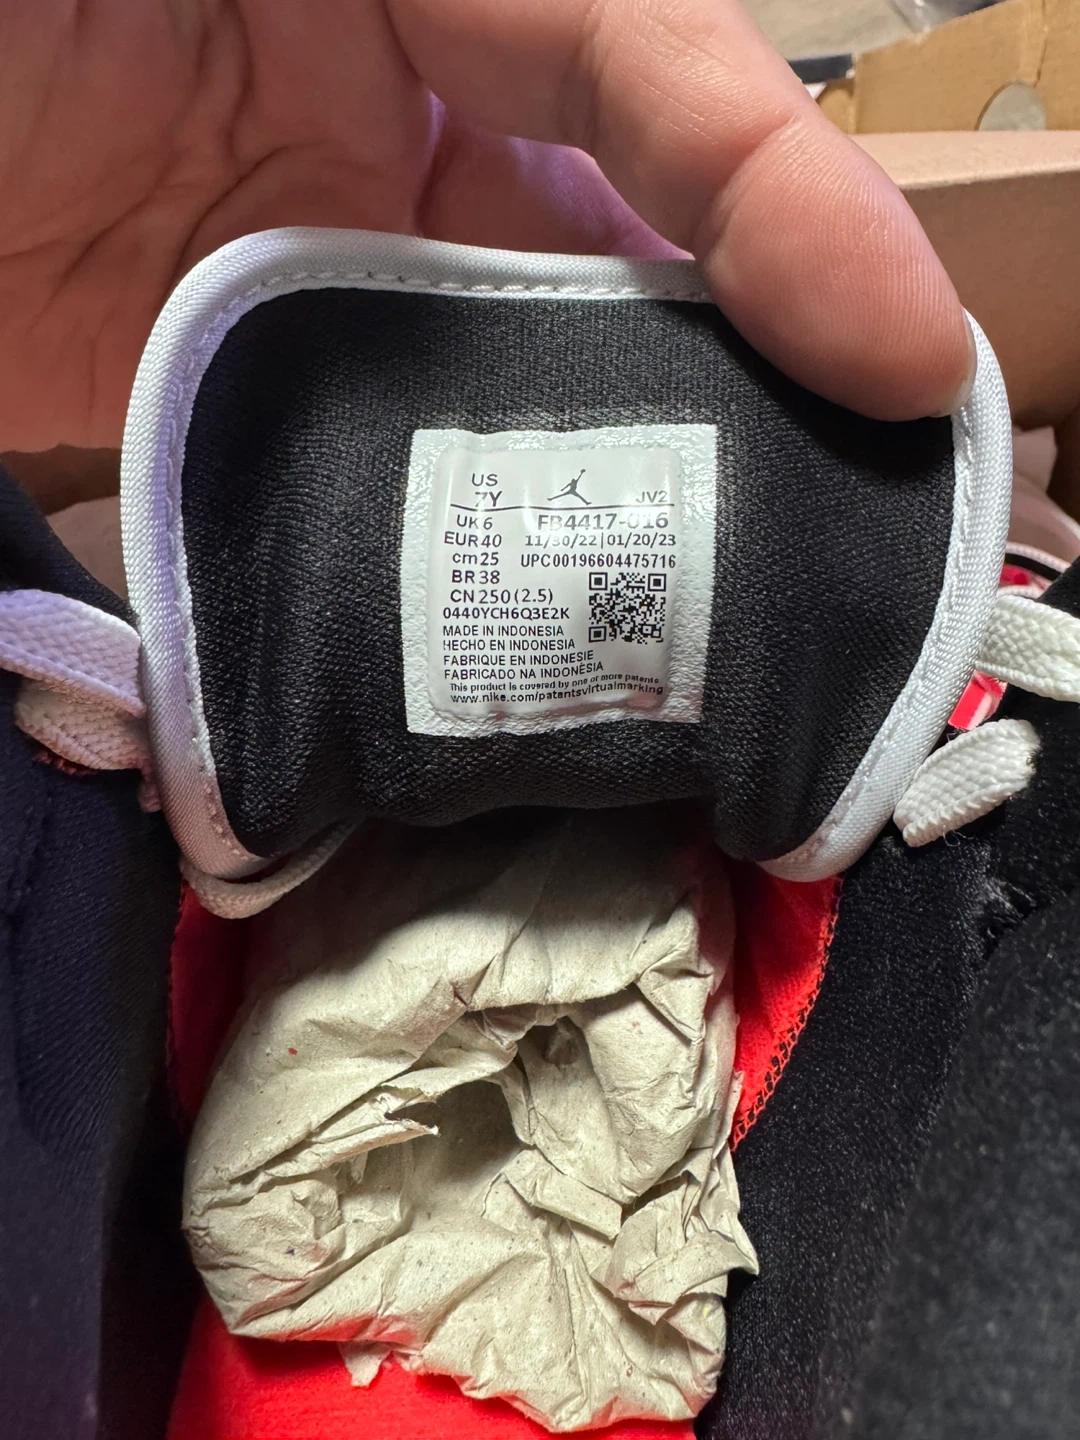 US
7Y
JV2
UK 6
FB4417-016
EUR 40
11/30/22 | 01/20/23
cm 25
UPC00196604475716
BR 38
CN 250 (2.5)
0440YCH6Q3E2K
MADE IN INDONESIA
HECHO EN INDONESIA
FABRIQUE EN INDONESIE
FABRICADO NA INDONÉSIA
This product is covered by one or more patents
www.nike.com/patentsvirtualmarking